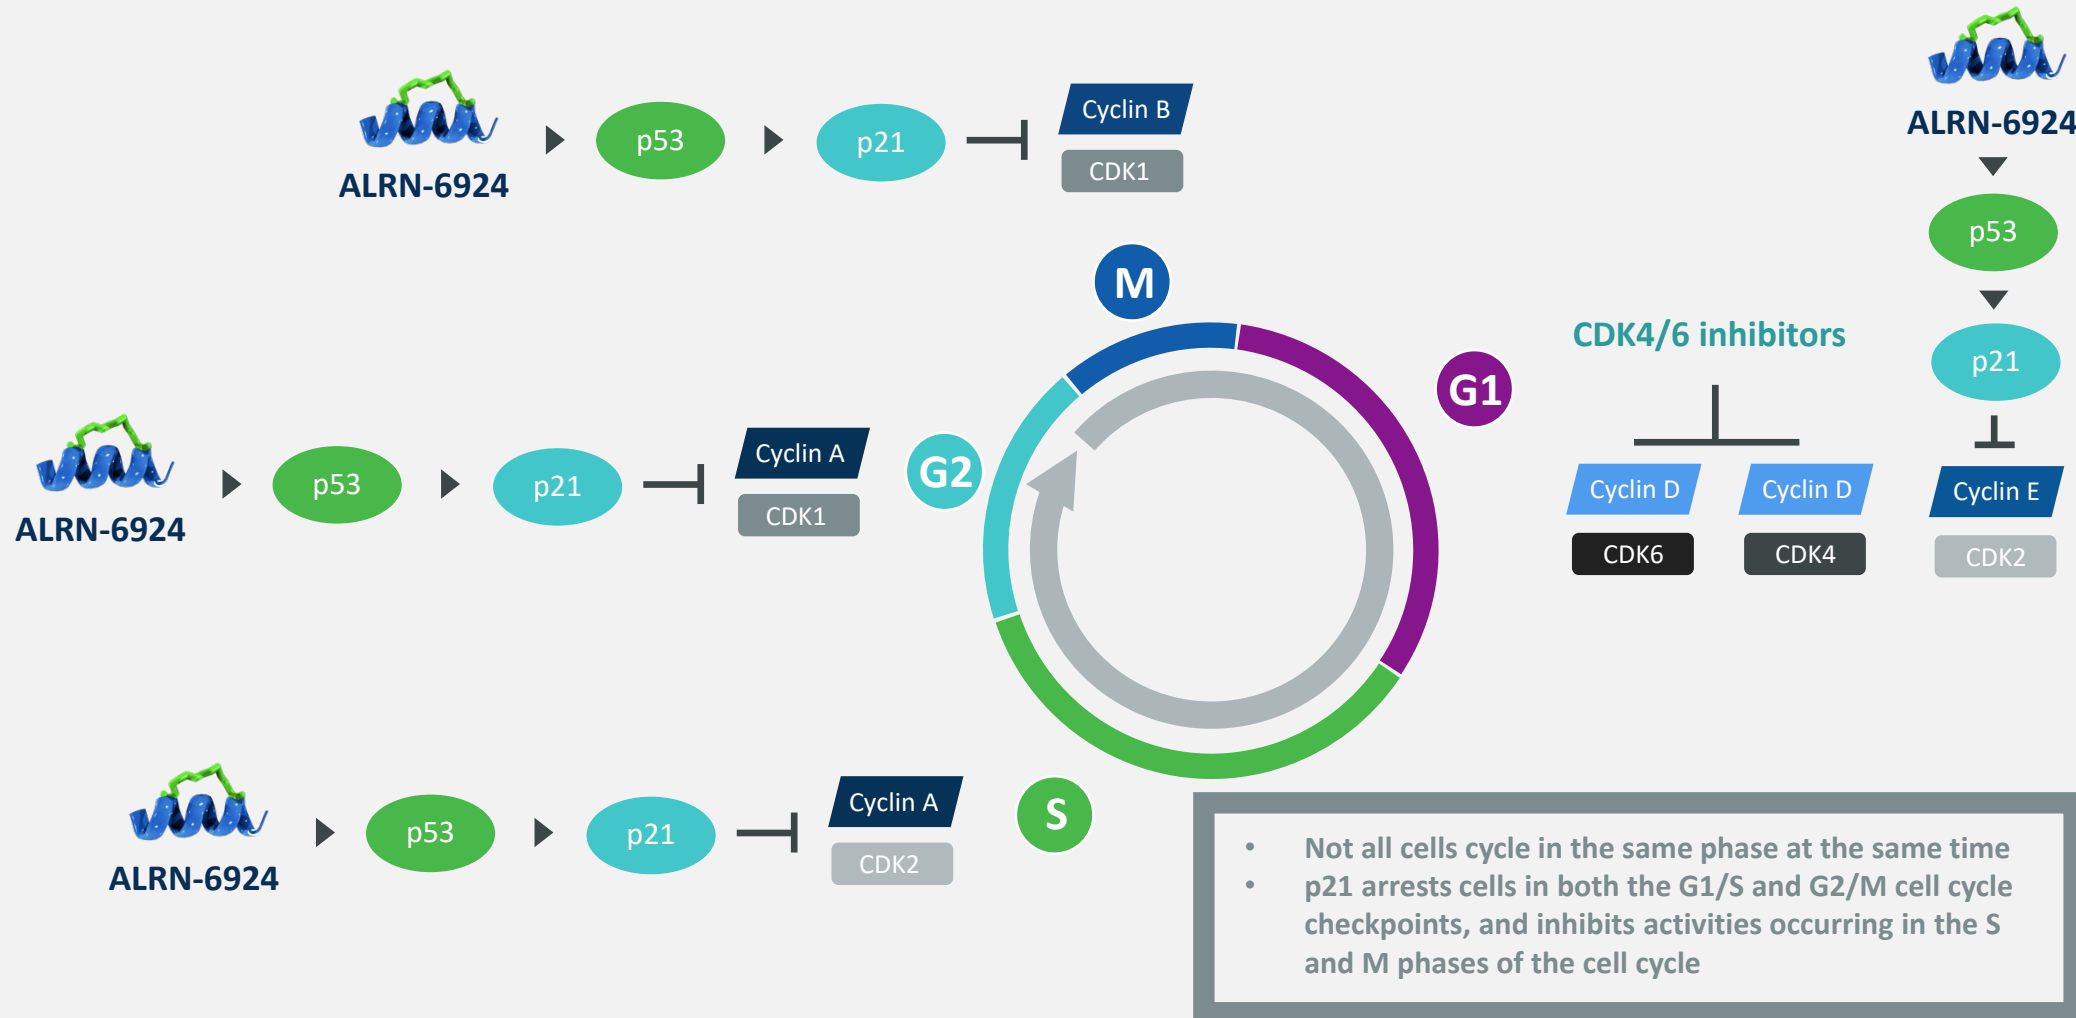 ALRN-6924
p53
p21
Cyclin B
CDK1
ALRN-6924
p53
p21
Cyclin E
CDK2
M
G1
CDK4/6 inhibitors
Cyclin D
Cyclin D
CDK6
CDK4
ALRN-6924
p53
p21
Cyclin A
CDK1
G2
ALRN-6924
p53
p21
Cyclin A
CDK2
S
• Not all cells cycle in the same phase at the same time
• p21 arrests cells in both the G1/S and G2/M cell cycle
checkpoints, and inhibits activities occurring in the S
and M phases of the cell cycle